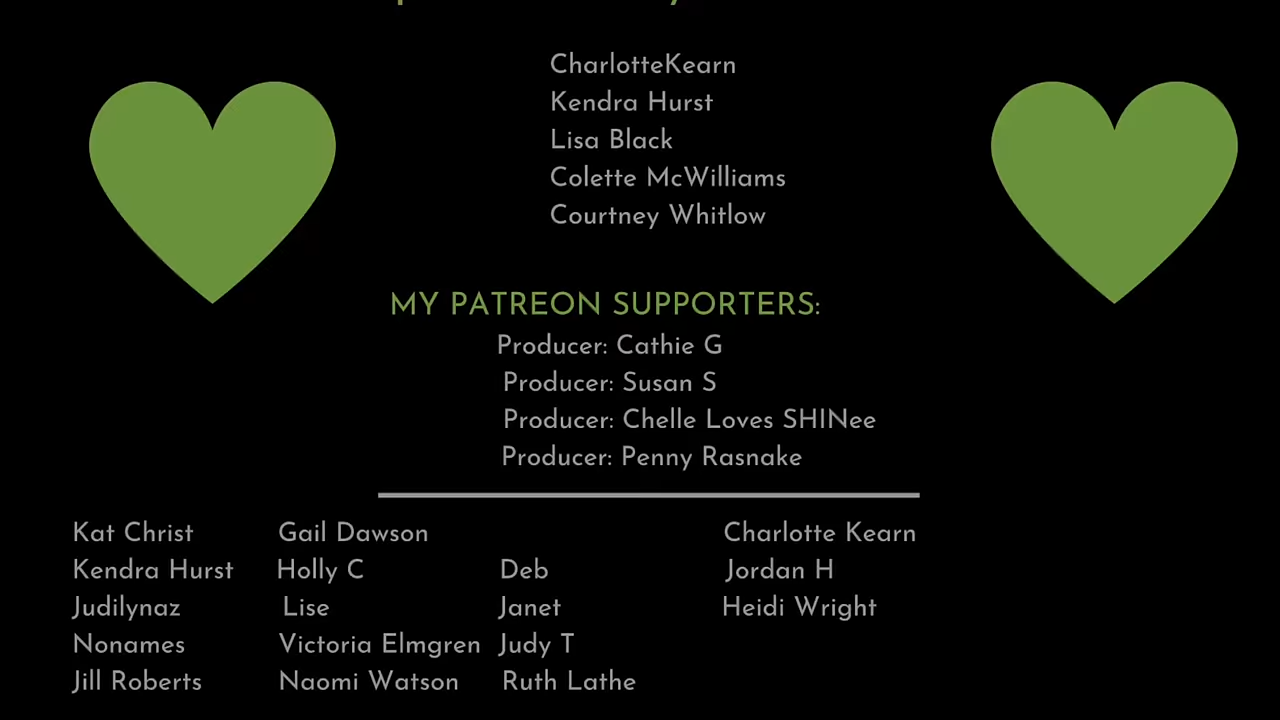 CharlotteKearn
Kendra Hurst
Lisa Black
Colette McWilliams
Courtney Whitlow
MY PATREON SUPPORTERS:
Producer: Cathie G
Producer: Susan S
Producer: Chelle Loves SHINee
Producer: Penny Rasnake
Kat Christ Gail Dawson Charlotte Kearn
Kendra Hurst Holly C Deb Jordan H
Judilynaz Lise Janet Heidi Wright
Nonames Victoria Elmgren Judy T
Jill Roberts Naomi Watson Ruth Lathe